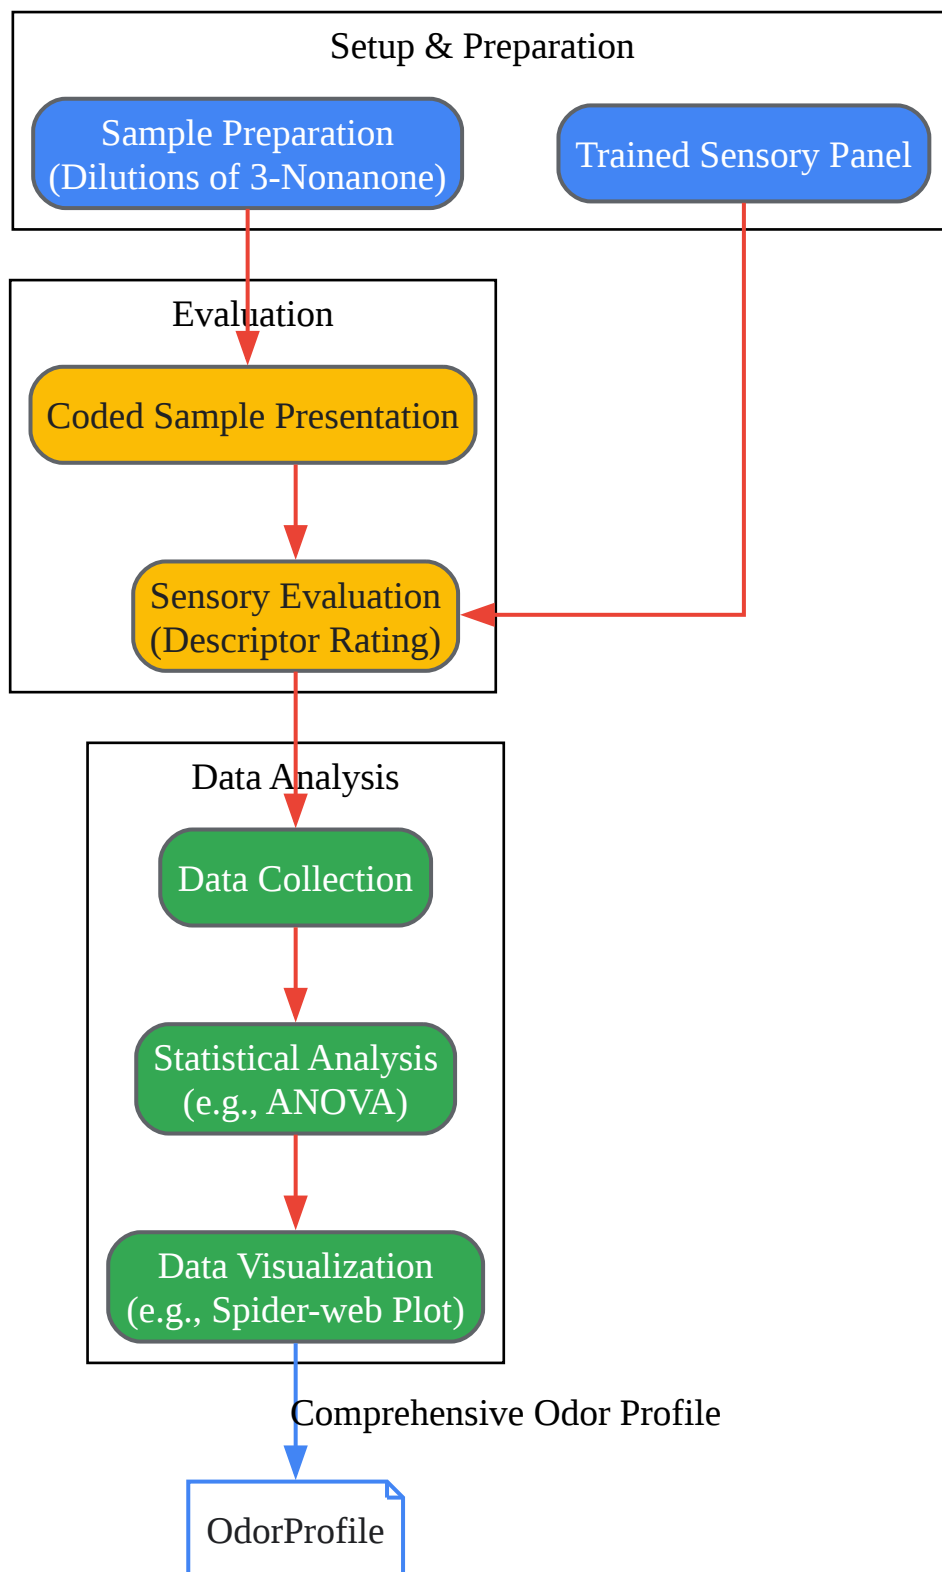 Setup & Preparation
Sample Preparation
(Dilutions of 3-Nonanone)
Trained Sensory Panel
Evaluation
Coded Sample Presentation
Sensory Evaluation
(Descriptor Rating)
Data Analysis
Data Collection
Statistical Analysis
(e.g., ANOVA)
Data Visualization
(e.g., Spider-web Plot)
Comprehensive Odor Profile
OdorProfile